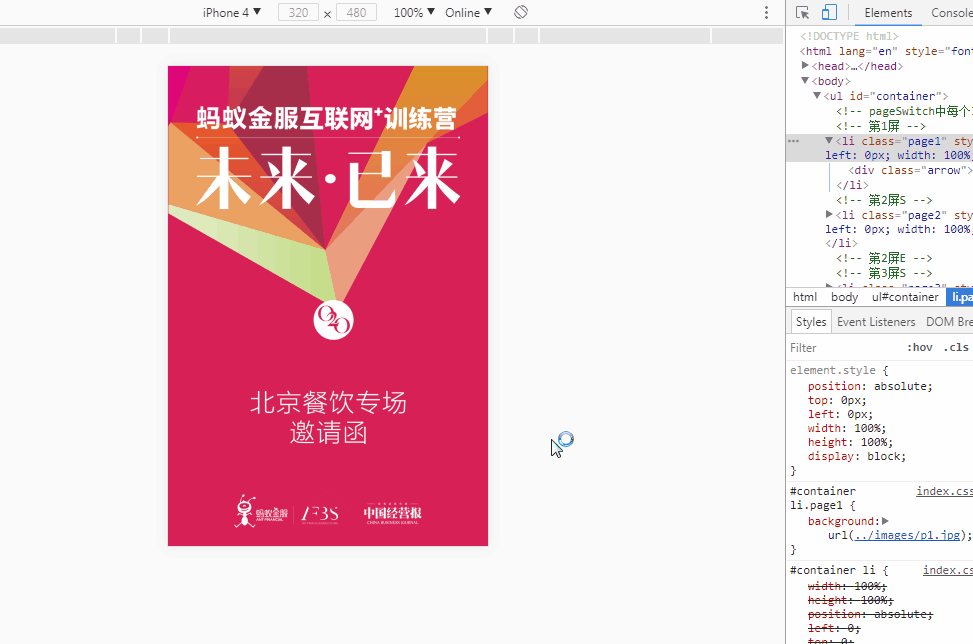 iPhone 4 ▼ 320 × 480 100% ▼ Online ▼
Elements Console
<!DOCTYPE html>
<html lang="en" style="font
▶<head>…</head>
▼<body>
▼<ul id="container">
<!-- pageSwitch中每个
<!-- 第1屏 -->
▼<li class="page1" sty
left: 0px; width: 100%;
<div class="arrow">
</li>
<!-- 第2屏S -->
▶<li class="page2" sty
left: 0px; width: 100%;
</li>
<!-- 第2屏E -->
<!-- 第3屏S -->
html body ul#container li.pa
Styles Event Listeners DOM Bre
Filter :hov .cls
element.style {
position: absolute;
top: 0px;
left: 0px;
width: 100%;
height: 100%;
display: block;
}
#container index.css
li.page1 {
background:▶
url(../images/p1.jpg);
}
#container li { index.css
width: 100%;
height: 100%;
position: absolute;
left: 0;
top: 0;
蚂蚁金服互联网+训练营
未来·已来
O2O
北京餐饮专场
邀请函
蚂蚁金服
ANT FINANCIAL
中国经营报
CHINA BUSINESS JOURNAL